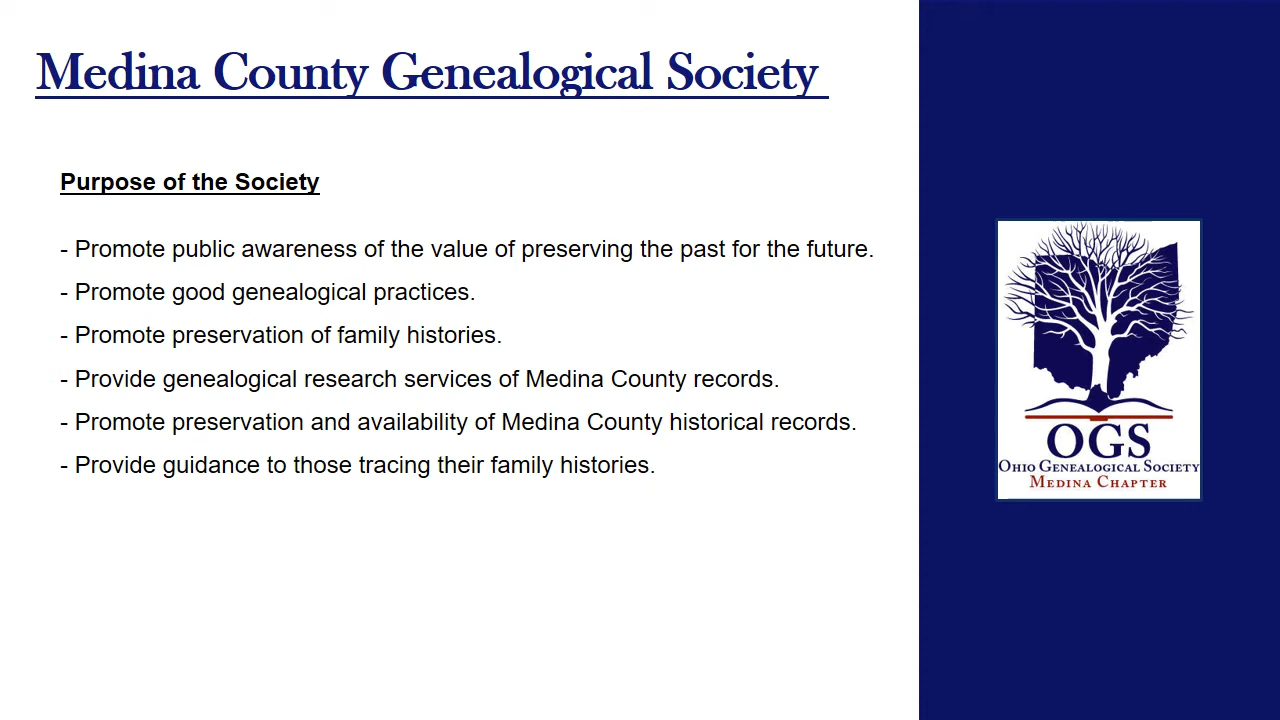 Medina County Genealogical Society
Purpose of the Society
- Promote public awareness of the value of preserving the past for the future.
- Promote good genealogical practices.
- Promote preservation of family histories.
- Provide genealogical research services of Medina County records.
- Promote preservation and availability of Medina County historical records.
- Provide guidance to those tracing their family histories.
OGS
Ohio Genealogical Society
Medina Chapter